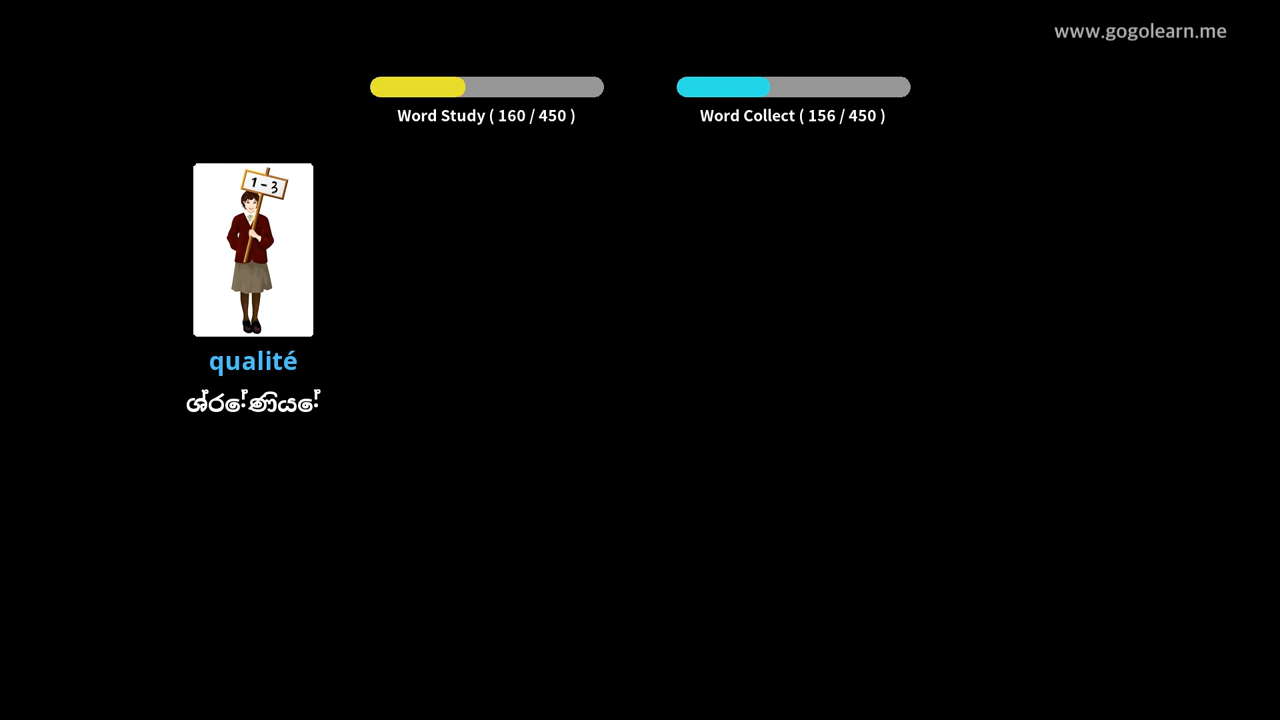 www.gogolearn.me
Word Study ( 160 / 450 )
Word Collect ( 156 / 450 )
1 - 3
qualité
ශ්රේණියේ